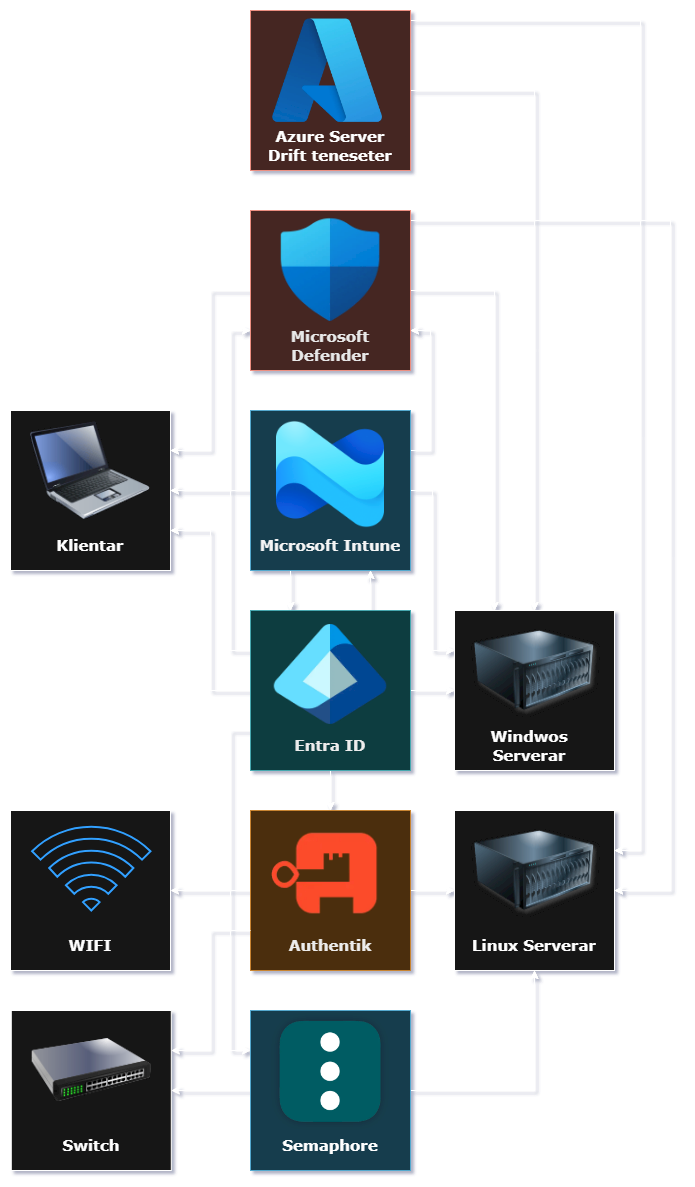 Azure Server
Drift teneseter
Microsoft
Defender
Klientar
Microsoft Intune
Entra ID
Windwos
Serverar
WIFI
Authentik
Linux Serverar
Switch
Semaphore